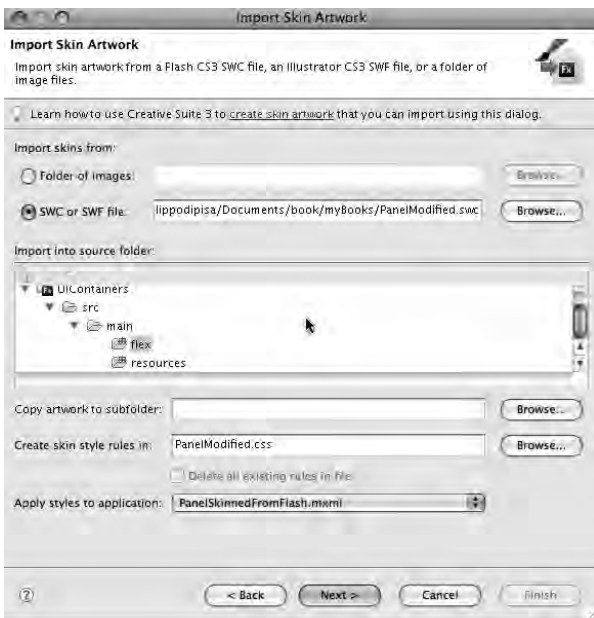 Import Skin Artwork
Import Skin Artwork
Import skin artwork from a Flash CS3 SWC file, an Illustrator CS3 SWF file, or a folder of
image files.
Fx
Learn how to use Creative Suite 3 to create skin artwork that you can import using this dialog.
Import skins from:
Folder of images:
Browse...
SWC or SWF file:
lippodipisa/Documents/book/myBooks/PanelModified.swc
Browse...
Import into source folder:
Fx UIContainers
src
main
flex
resources
Copy artwork to subfolder:
Browse...
Create skin style rules in:
PanelModified.css
Browse...
Delete all existing rules in file
Apply styles to application:
PanelSkinnedFromFlash.mxml
?
< Back
Next >
Cancel
Finish